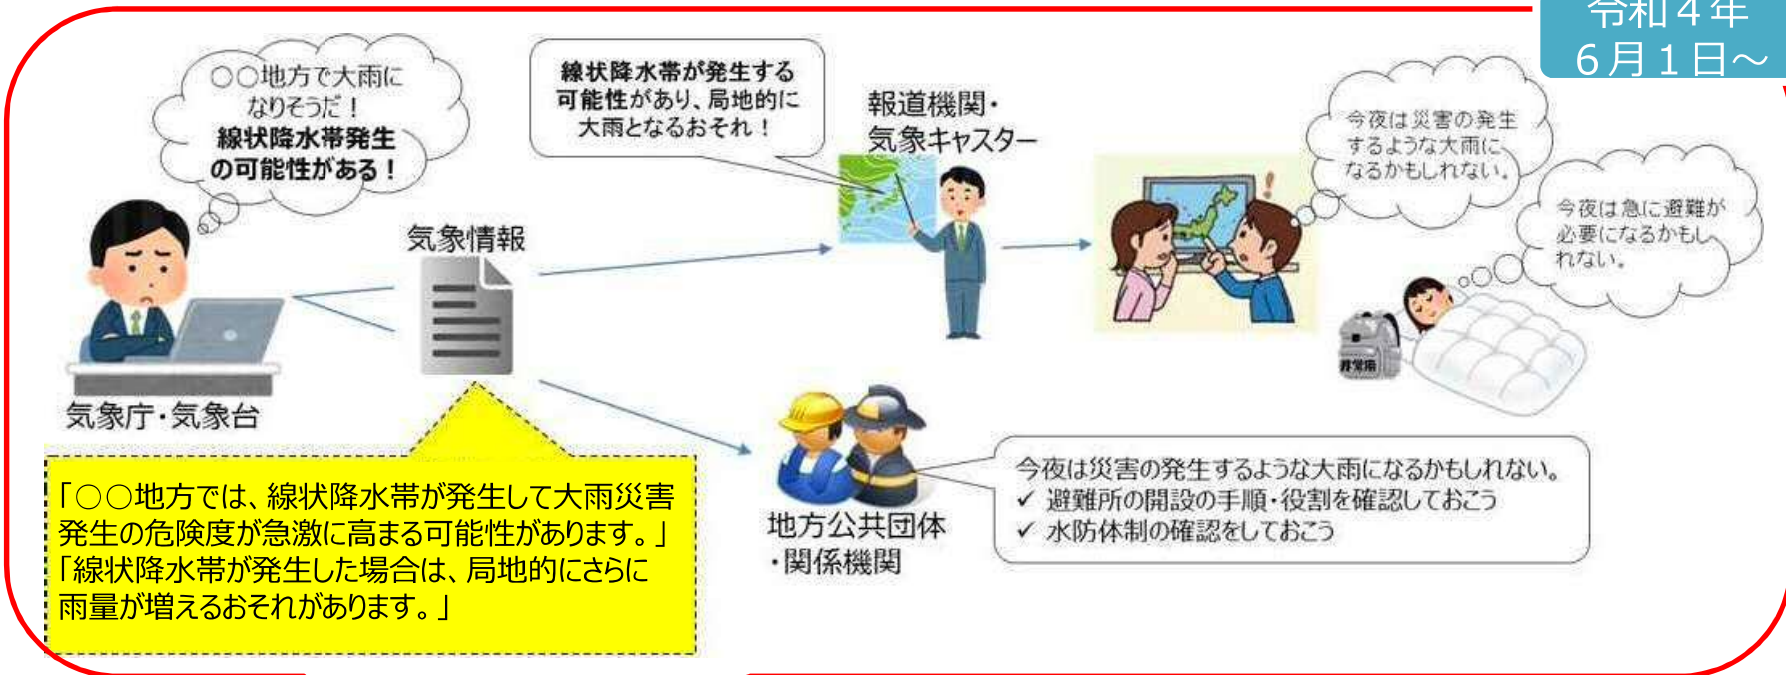 令和４年
６月１日～
○○地方で大雨に
なりそうだ！
線状降水帯発生
の可能性がある！
線状降水帯が発生する
可能性があり、局地的に
大雨となるおそれ！
報道機関・
気象キャスター
今夜は災害の発生
するような大雨に
なるかもしれない。
今夜は急に避難が
必要になるかもし
れない。
気象情報
非常用
気象庁・気象台
「○○地方では、線状降水帯が発生して大雨災害
発生の危険度が急激に高まる可能性があります。」
「線状降水帯が発生した場合は、局地的にさらに
雨量が増えるおそれがあります。」
地方公共団体
・関係機関
今夜は災害の発生するような大雨になるかもしれない。
✓ 避難所の開設の手順・役割を確認しておこう
✓ 水防体制の確認をしておこう